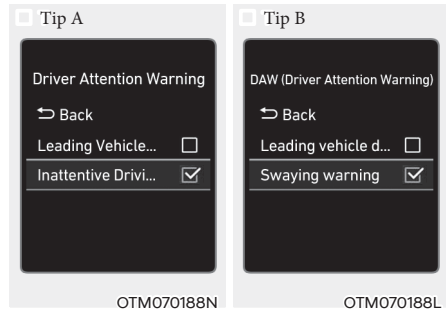 Tip A
Driver Attention Warning
Back
Leading Vehicle...
Inattentive Drivi...
OTM070188N
Tip B
DAW (Driver Attention Warning)
Back
Leading vehicle d...
Swaying warning
OTM070188L